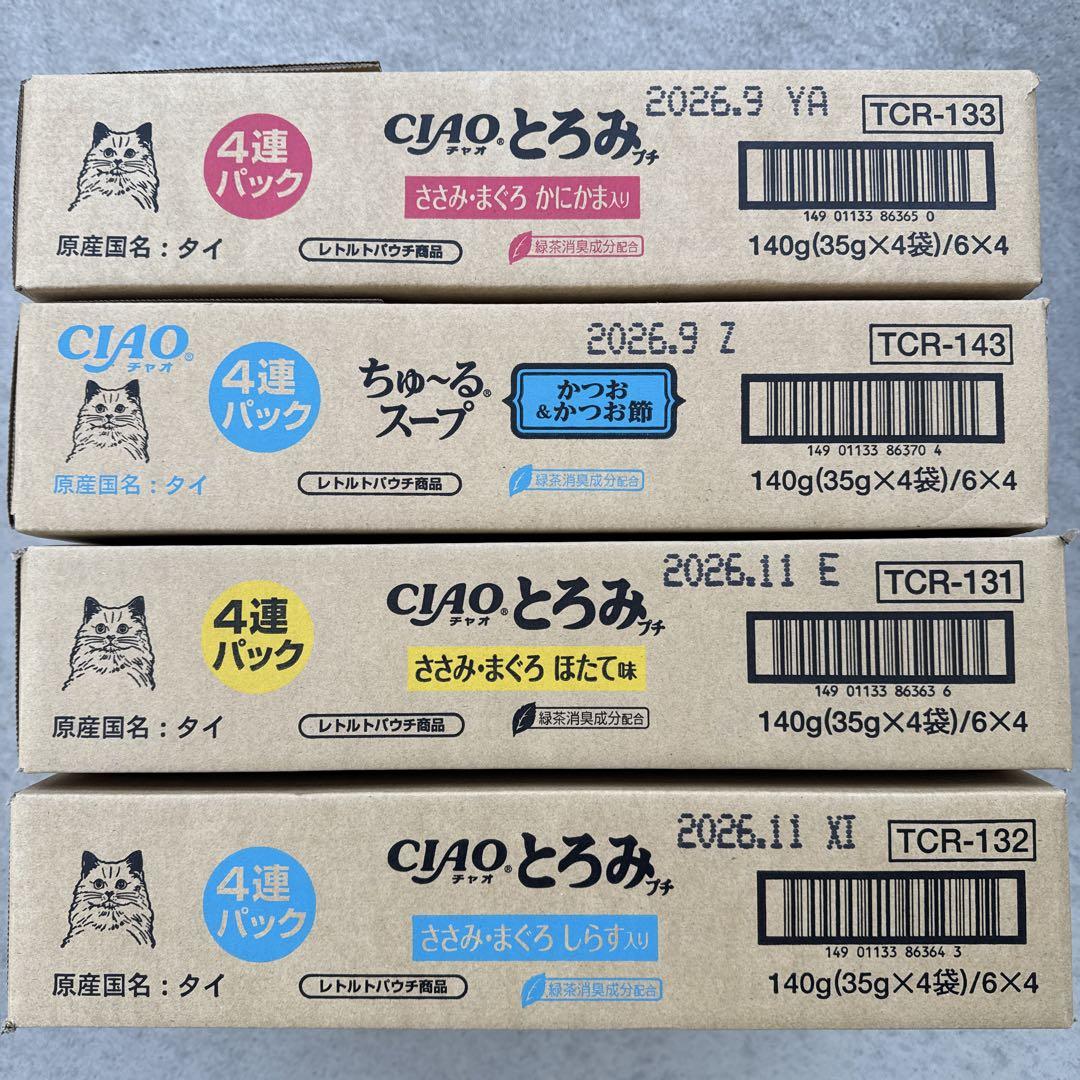 2026.9 YA
TCR-133
4連
パック
CIAO®とろみプチ
チャオ
ささみ・まぐろ かにかま入り
149 01133 86365 0
原産国名：タイ
レトルトパウチ商品
緑茶消臭成分配合
140g(35g×4袋)/6×4
CIAO®
チャオ
2026.9 Z
TCR-143
4連
パック
ちゅ〜る®
スープ
かつお
&かつお節
149 01133 86370 4
原産国名：タイ
レトルトパウチ商品
緑茶消臭成分配合
140g(35g×4袋)/6×4
2026.11 E
TCR-131
4連
パック
CIAO®とろみプチ
チャオ
ささみ・まぐろ ほたて味
149 01133 86363 6
原産国名：タイ
レトルトパウチ商品
緑茶消臭成分配合
140g(35g×4袋)/6×4
2026.11 XI
TCR-132
4連
パック
CIAO®とろみプチ
チャオ
ささみ・まぐろ しらす入り
149 01133 86364 3
原産国名：タイ
レトルトパウチ商品
緑茶消臭成分配合
140g(35g×4袋)/6×4